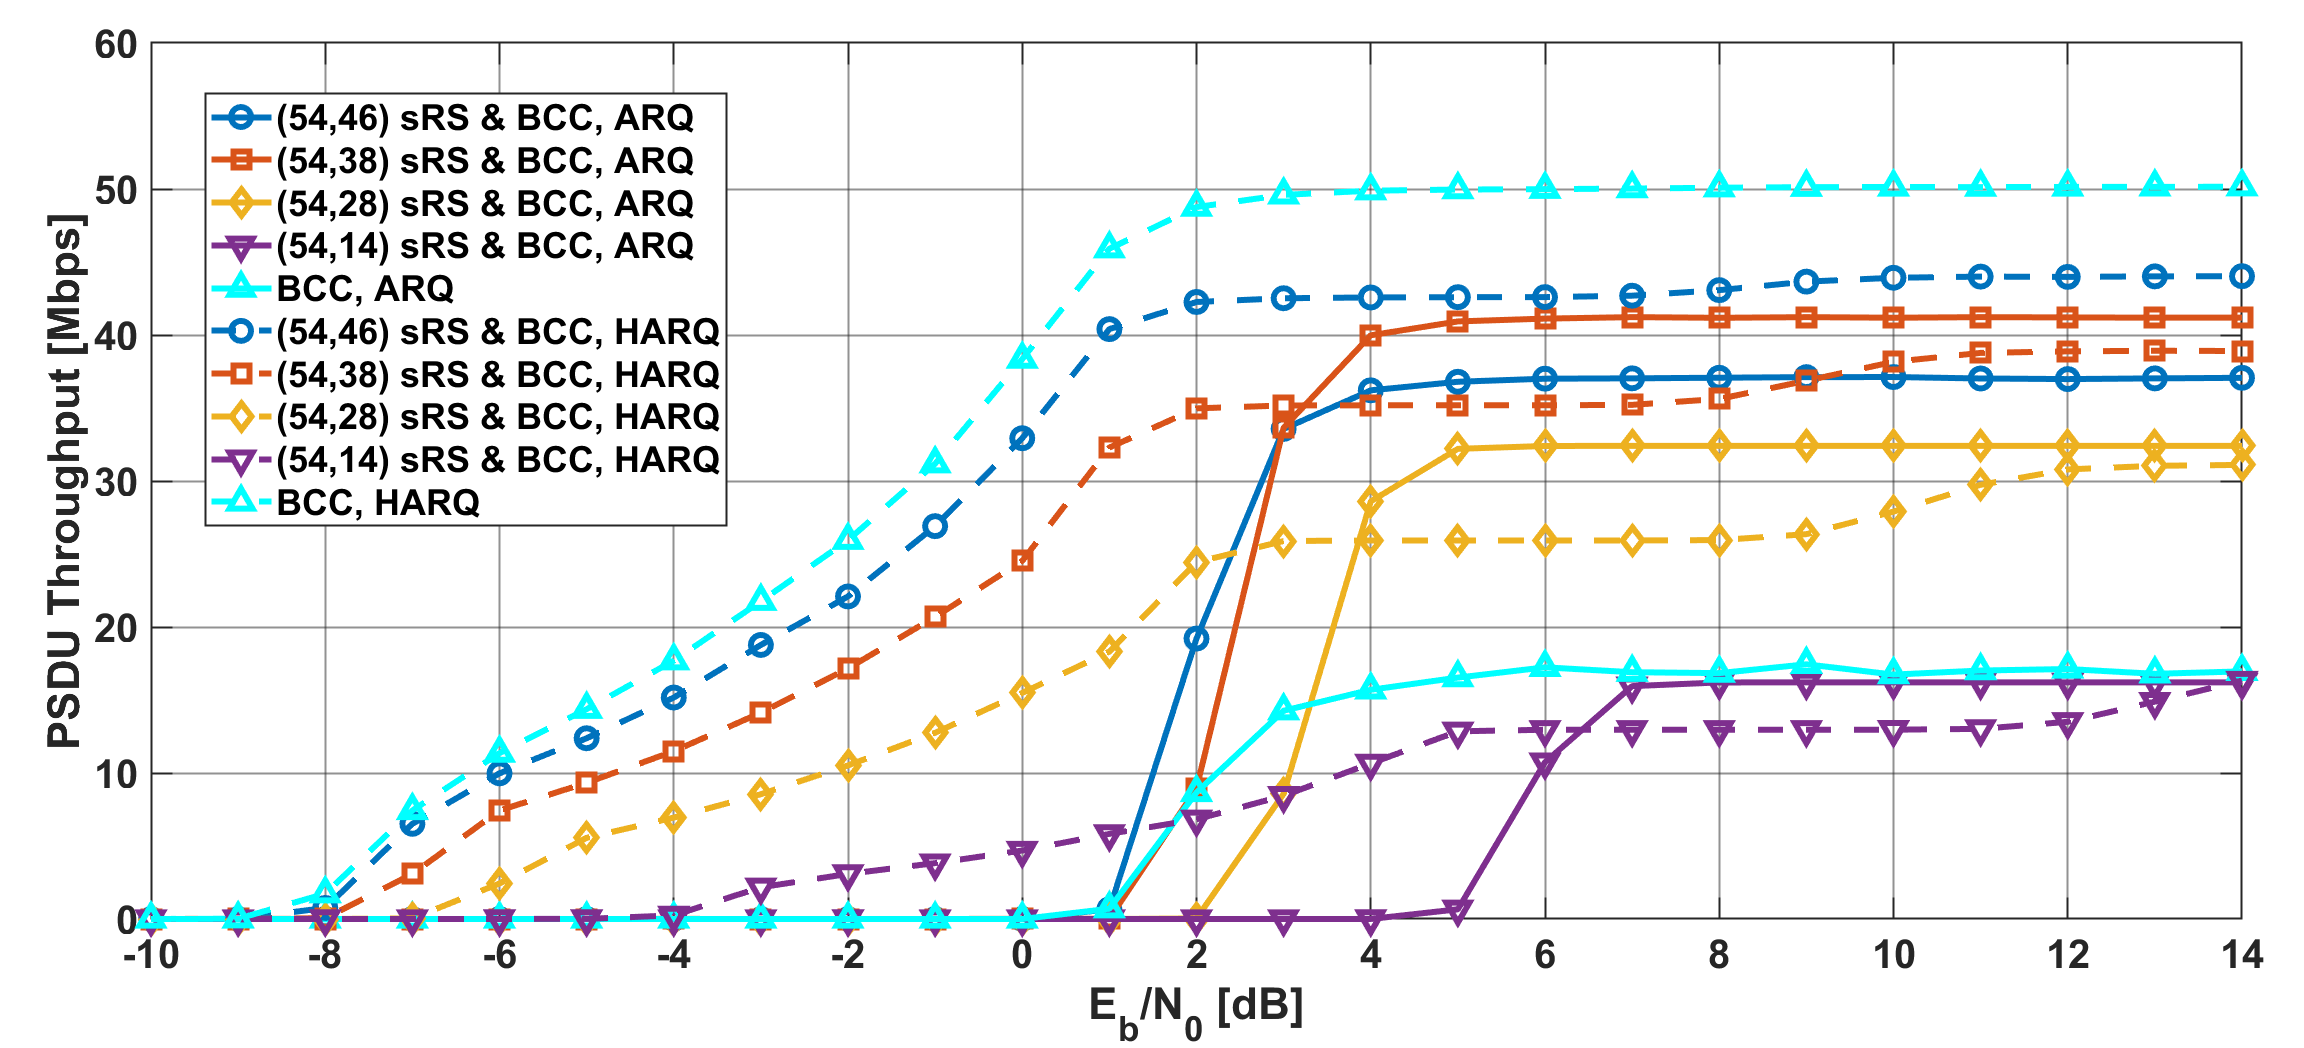 60
50
40
30
20
10
0
PSDU Throughput [Mbps]
(54,46) sRS & BCC, ARQ
(54,38) sRS & BCC, ARQ
(54,28) sRS & BCC, ARQ
(54,14) sRS & BCC, ARQ
BCC, ARQ
(54,46) sRS & BCC, HARQ
(54,38) sRS & BCC, HARQ
(54,28) sRS & BCC, HARQ
(54,14) sRS & BCC, HARQ
BCC, HARQ
-10 -8 -6 -4 -2 0 2 4 6 8 10 12 14
E_b/N_0 [dB]